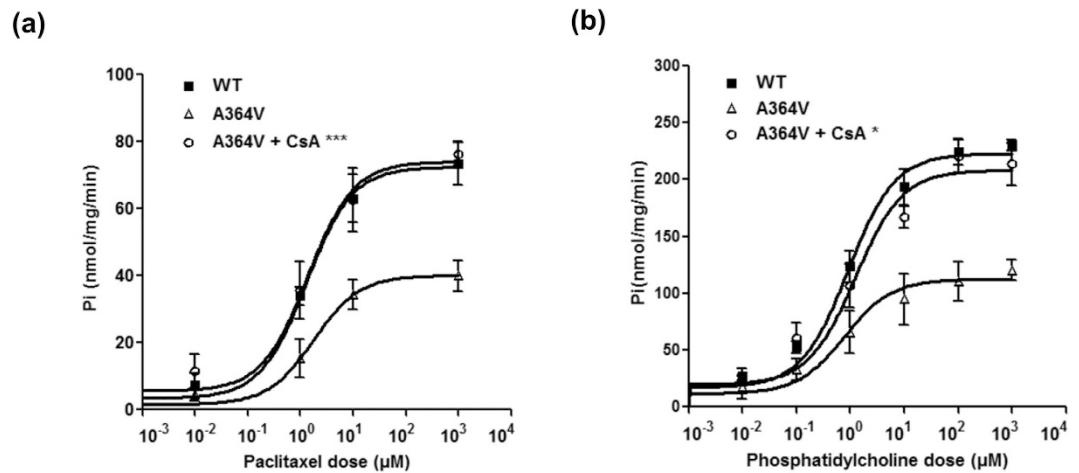 (a)
WT
A364V
A364V + CsA ***
Pi (nmol/mg/min)
100
80
60
40
20
0
10⁻³ 10⁻² 10⁻¹ 10⁰ 10¹ 10² 10³ 10⁴
Paclitaxel dose (µM)
(b)
WT
A364V
A364V + CsA *
Pi(nmol/mg/min)
300
250
200
150
100
50
0
10⁻³ 10⁻² 10⁻¹ 10⁰ 10¹ 10² 10³ 10⁴
Phosphatidylcholine dose (µM)